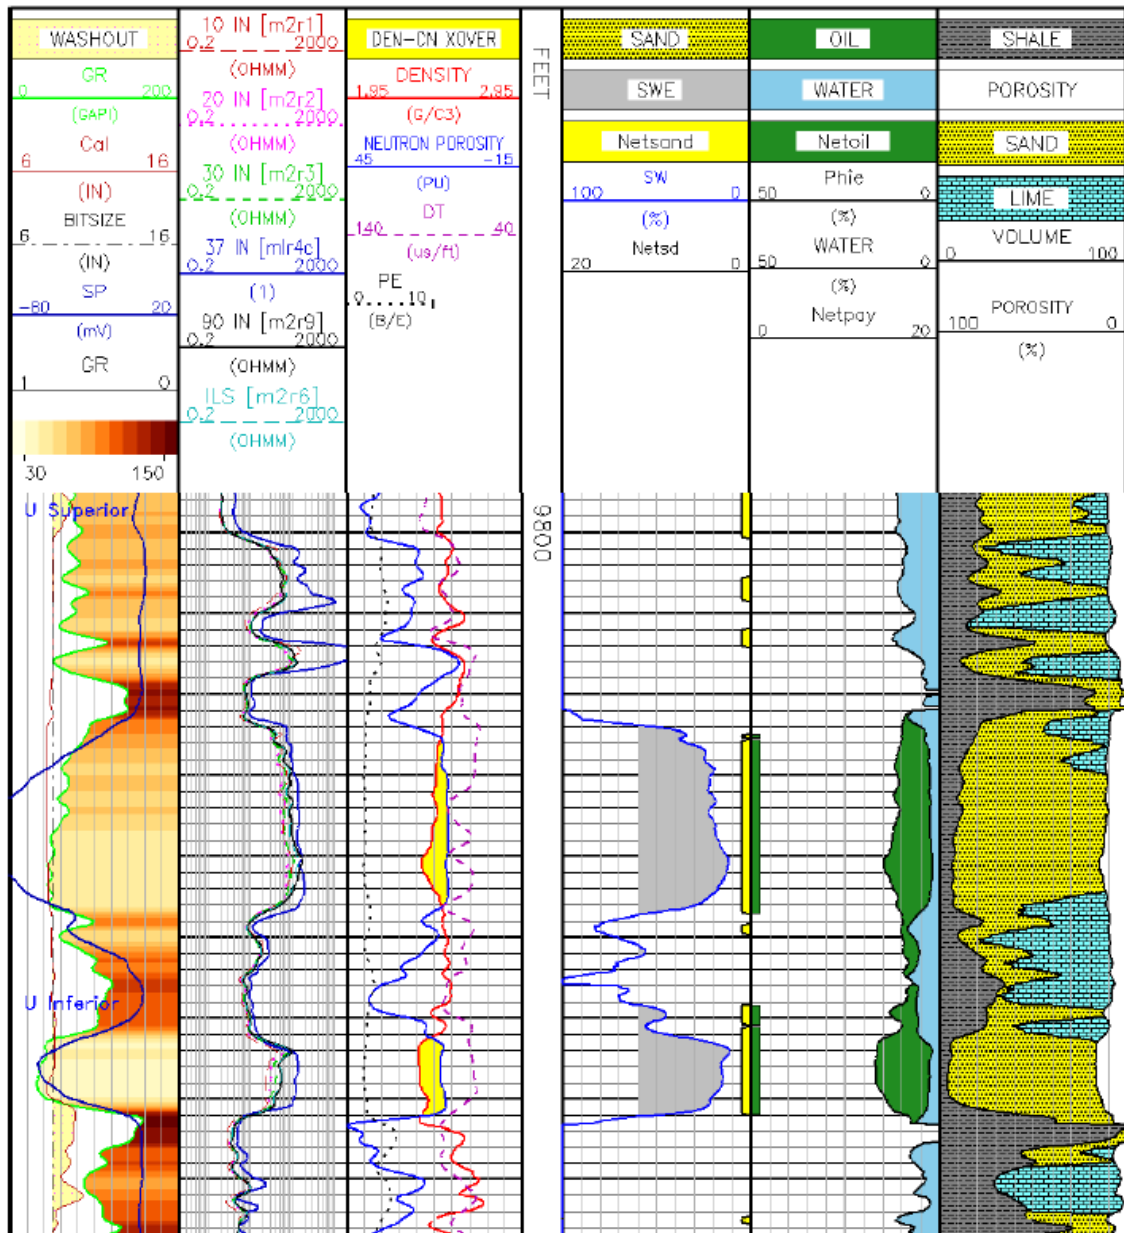 WASHOUT
GR
0 200
(GAPI)
Cal
6 16
(IN)
BITSIZE
6 16
(IN)
SP
-80 20
(mV)
GR
1 0
30 150
10 IN [m2r1]
0.2 2000
(OHMM)
20 IN [m2r2]
0.2 2000
(OHMM)
30 IN [m2r3]
0.2 2000
(OHMM)
37 IN [mlr4c]
0.2 2000
(1)
90 IN [m2r9]
0.2 2000
(OHMM)
ILS [m2r6]
0.2 2000
(OHMM)
DEN-CN XOVER
DENSITY
1.95 2.95
(G/C3)
NEUTRON POROSITY
45 -15
(PU)
DT
140 40
(us/ft)
PE
0 10
(B/E)
FEET
SAND
SWE
Netsand
SW
100 0
(%)
Netsd
20 0
OIL
WATER
Netoil
Phie
50 0
(%)
WATER
50 0
(%)
Netpay
0 20
SHALE
POROSITY
SAND
LIME
VOLUME
0 100
POROSITY
100 0
(%)
U Superior
9800
U Inferior